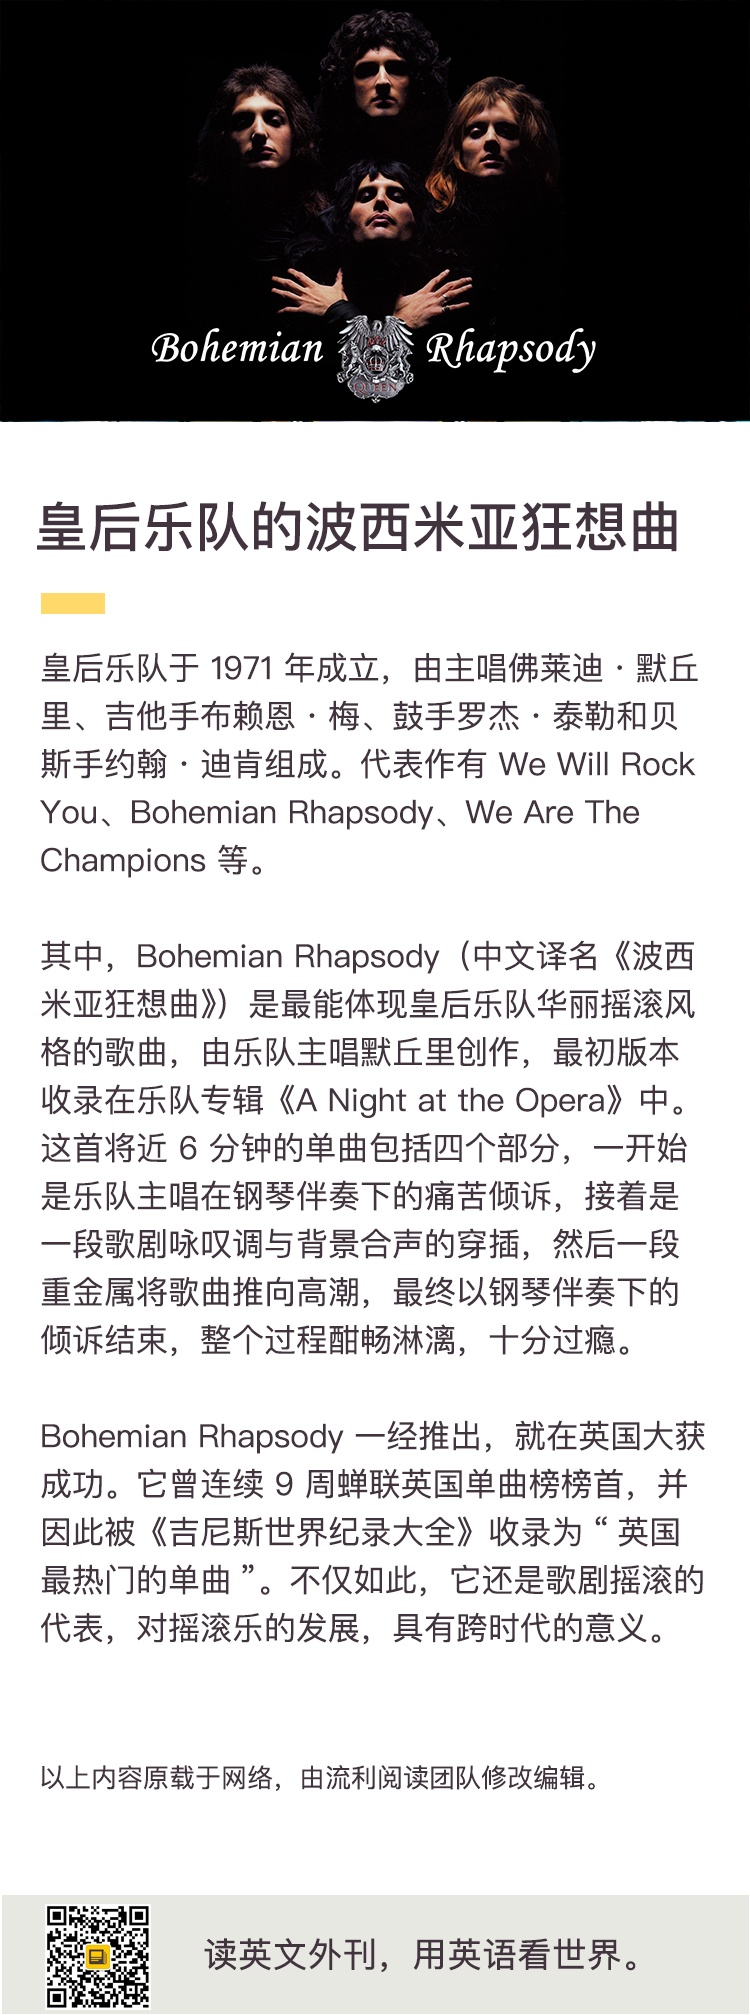 Bohemian Rhapsody
QUEEN
皇后乐队的波西米亚狂想曲
皇后乐队于 1971 年成立，由主唱佛莱迪 · 默丘
里、吉他手布赖恩 · 梅、鼓手罗杰 · 泰勒和贝
斯手约翰 · 迪肯组成。代表作有 We Will Rock
You、Bohemian Rhapsody、We Are The
Champions 等。
其中，Bohemian Rhapsody（中文译名《波西
米亚狂想曲》）是最能体现皇后乐队华丽摇滚风
格的歌曲，由乐队主唱默丘里创作，最初版本
收录在乐队专辑《A Night at the Opera》中。
这首将近 6 分钟的单曲包括四个部分，一开始
是乐队主唱在钢琴伴奏下的痛苦倾诉，接着是
一段歌剧咏叹调与背景合声的穿插，然后一段
重金属将歌曲推向高潮，最终以钢琴伴奏下的
倾诉结束，整个过程酣畅淋漓，十分过瘾。
Bohemian Rhapsody 一经推出，就在英国大获
成功。它曾连续 9 周蝉联英国单曲榜榜首，并
因此被《吉尼斯世界纪录大全》收录为 “ 英国
最热门的单曲 ”。不仅如此，它还是歌剧摇滚的
代表，对摇滚乐的发展，具有跨时代的意义。
以上内容原载于网络，由流利阅读团队修改编辑。
读英文外刊，用英语看世界。